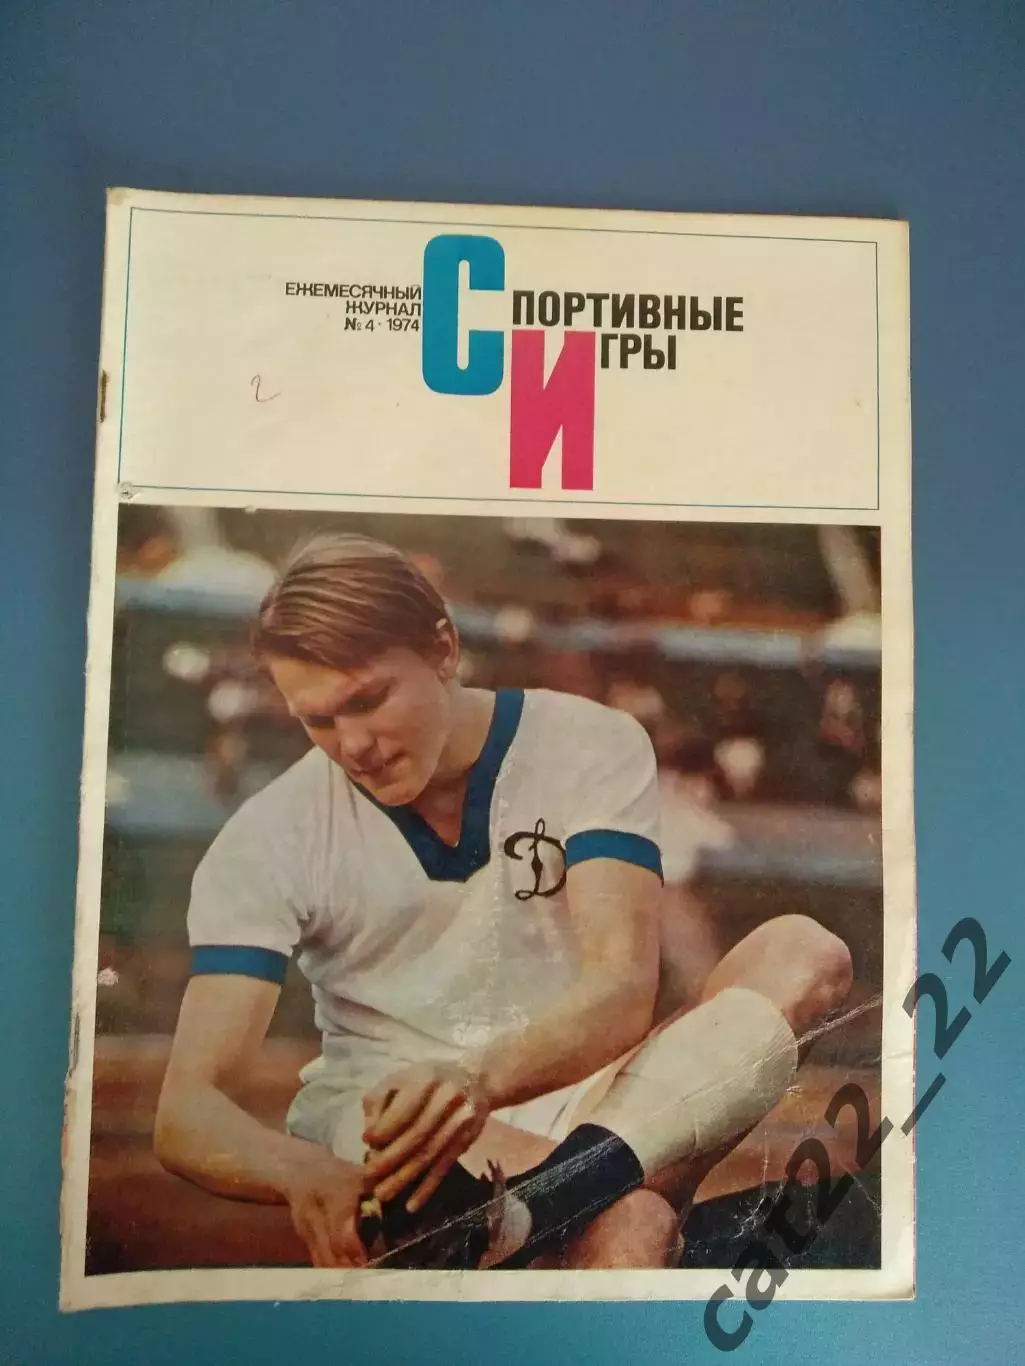 ЕЖЕМЕСЯЧНЫЙ
ЖУРНАЛ
№ 4 · 1974
СПОРТИВНЫЕ
ИГРЫ
2
Д
cat22_22